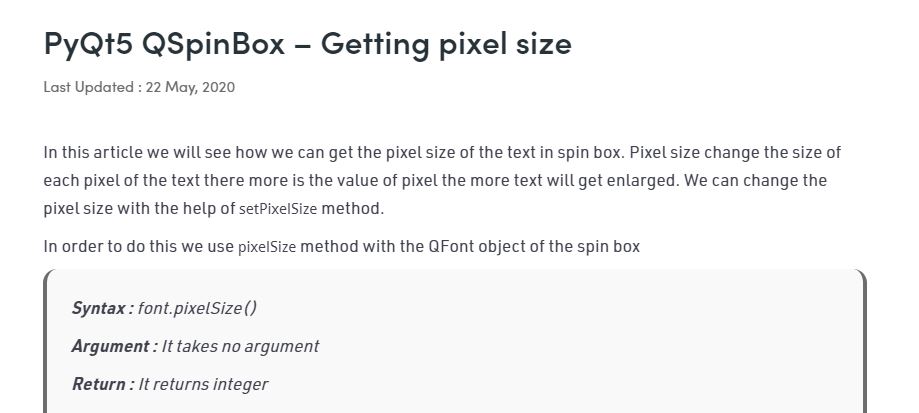 PyQt5 QSpinBox – Getting pixel size
Last Updated : 22 May, 2020
In this article we will see how we can get the pixel size of the text in spin box. Pixel size change the size of
each pixel of the text there more is the value of pixel the more text will get enlarged. We can change the
pixel size with the help of setPixelSize method.
In order to do this we use pixelSize method with the QFont object of the spin box
Syntax : font.pixelSize()
Argument : It takes no argument
Return : It returns integer